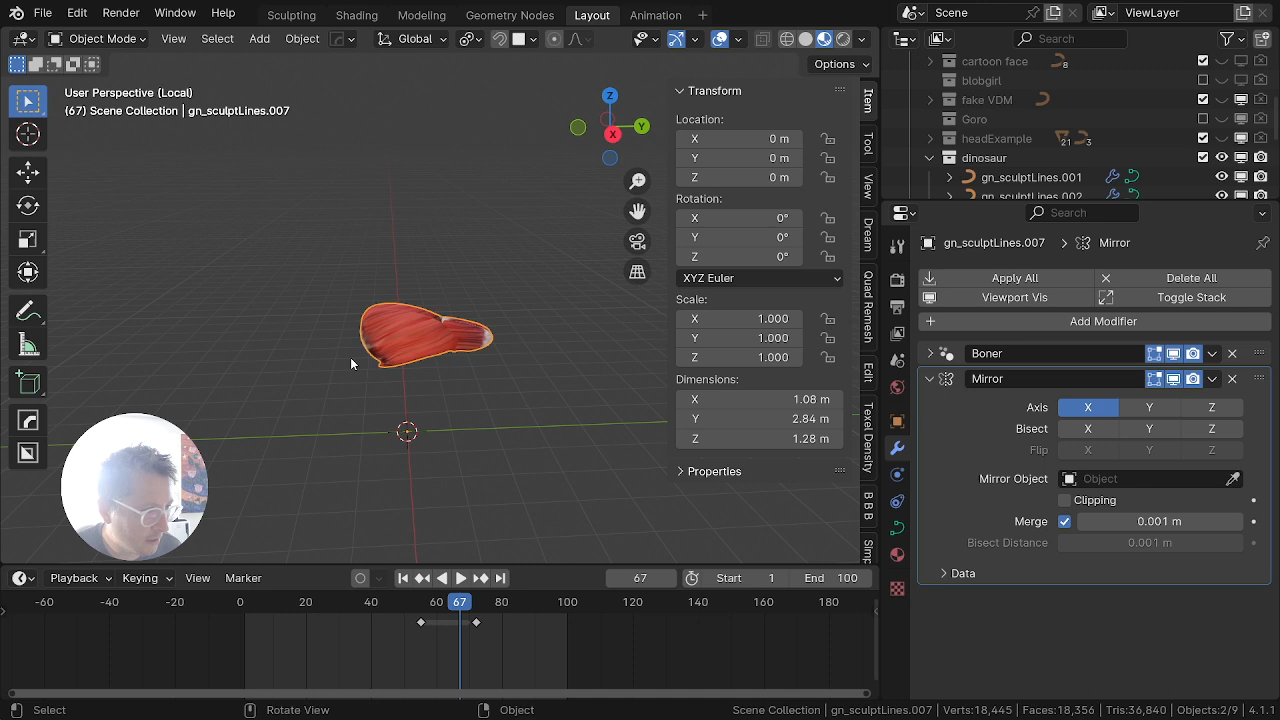 File Edit Render Window Help Sculpting Shading Modeling Geometry Nodes Layout Animation Scene ViewLayer
Object Mode View Select Add Object Global Search
Options
User Perspective (Local)
(67) Scene Collection | gn_sculptLines.007
Z
Y
X
Transform
Location:
X 0 m
Y 0 m
Z 0 m
Rotation:
X 0°
Y 0°
Z 0°
XYZ Euler
Scale:
X 1.000
Y 1.000
Z 1.000
Dimensions:
X 1.08 m
Y 2.84 m
Z 1.28 m
Properties
Item
Tool
View
Dream
Quad Remesh
Edit
Texel Density
B B B
Simp
cartoon face 8
blobgirl
fake VDM
Goro
headExample 21 3
dinosaur
gn_sculptLines.001
gn_sculptLines.002
Search
gn_sculptLines.007 Mirror
Apply All Delete All
Viewport Vis Toggle Stack
Add Modifier
Boner
Mirror
Axis X Y Z
Bisect X Y Z
Flip X Y Z
Mirror Object Object
Clipping
Merge 0.001 m
Bisect Distance 0.001 m
Data
Playback Keying View Marker 67 Start 1 End 100
-60 -40 -20 0 20 40 60 67 80 100 120 140 160 180
Select Rotate View Object Scene Collection | gn_sculptLines.007 | Verts:18,445 | Faces:18,356 | Tris:36,840 | Objects:2/9 | 4.1.1